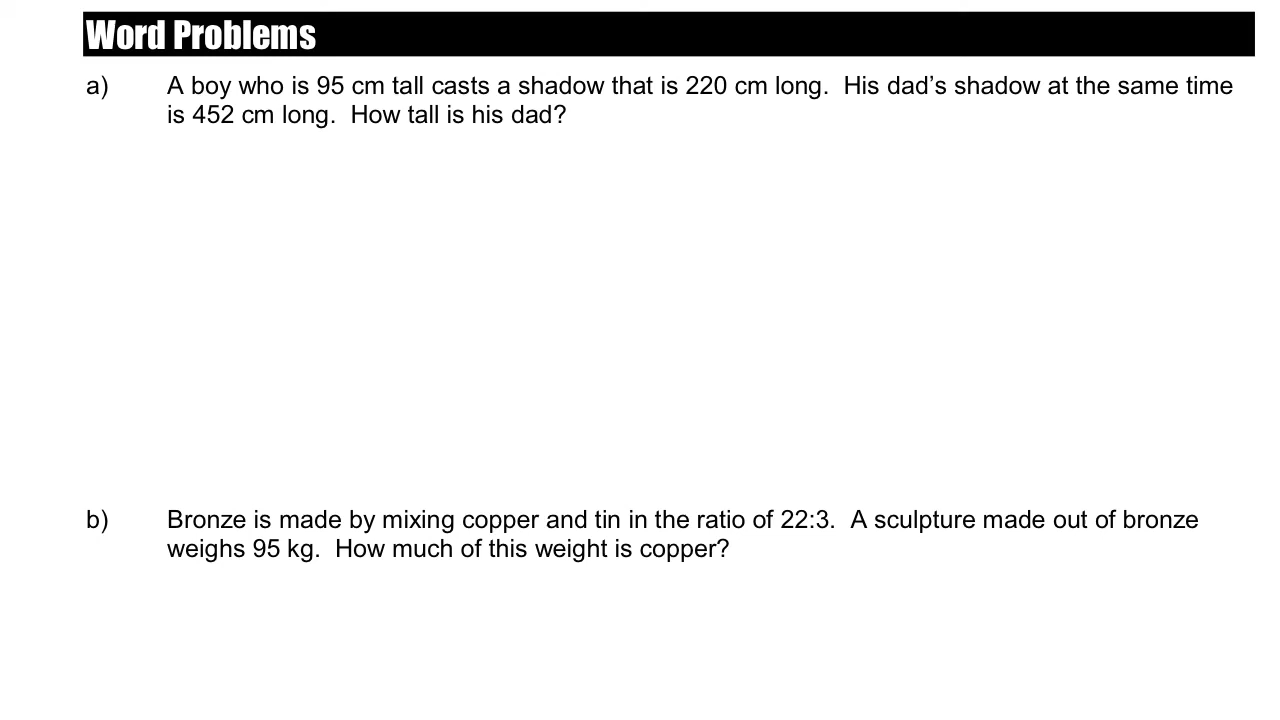 Word Problems
a) A boy who is 95 cm tall casts a shadow that is 220 cm long.  His dad’s shadow at the same time
is 452 cm long.  How tall is his dad?
b) Bronze is made by mixing copper and tin in the ratio of 22:3.  A sculpture made out of bronze
weighs 95 kg.  How much of this weight is copper?